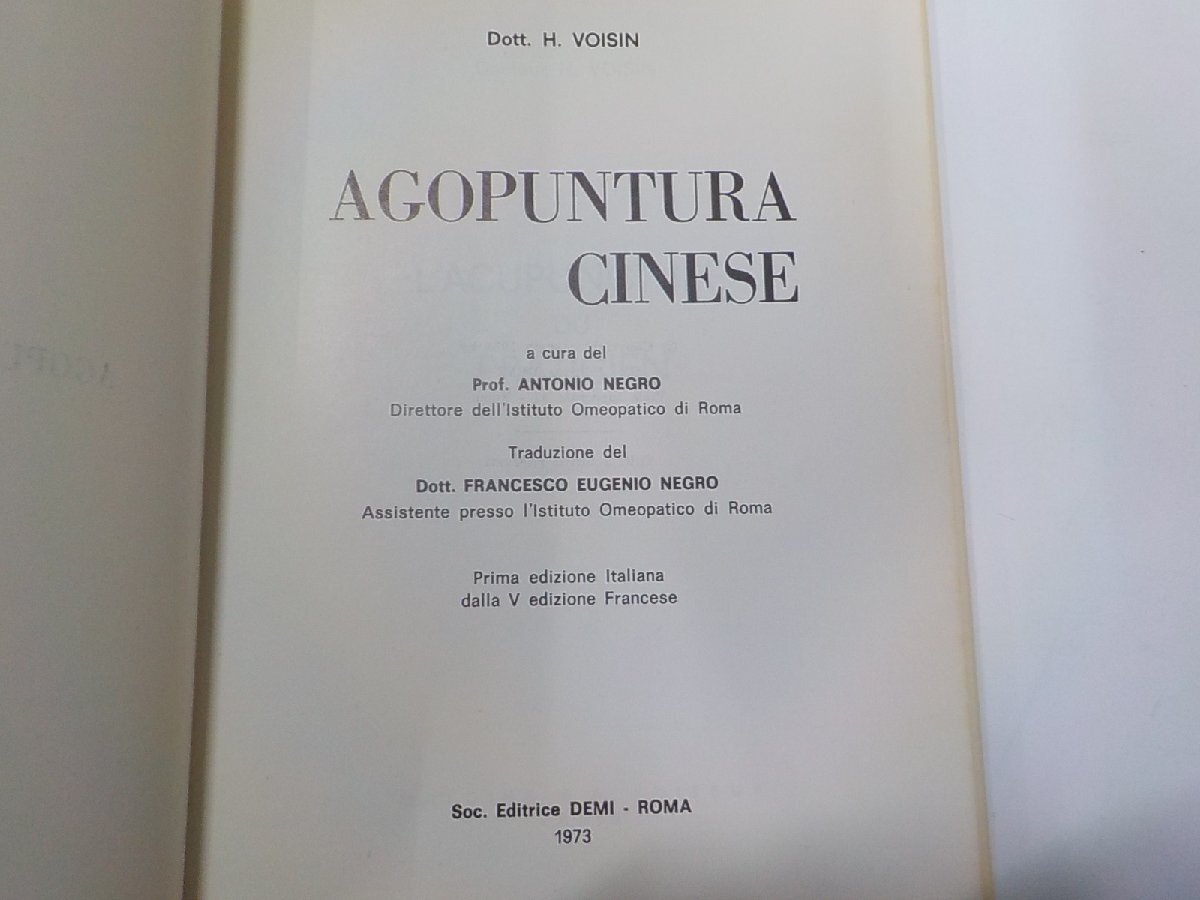 Dott. H. VOISIN
AGOPUNTURA
CINESE
a cura del
Prof. ANTONIO NEGRO
Direttore dell'Istituto Omeopatico di Roma
Traduzione del
Dott. FRANCESCO EUGENIO NEGRO
Assistente presso l'Istituto Omeopatico di Roma
Prima edizione Italiana
dalla V edizione Francese
Soc. Editrice DEMI - ROMA
1973